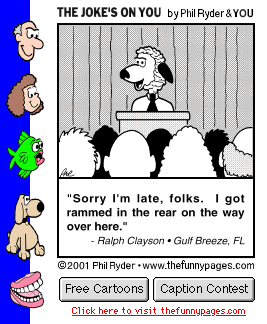 THE JOKE'S ON YOU by Phil Ryder & YOU
"Sorry I'm late, folks. I got
rammed in the rear on the way
over here."
- Ralph Clayson • Gulf Breeze, FL
©2001 Phil Ryder • www.thefunnypages.com
Free Cartoons
Caption Contest
Click here to visit thefunnypages.com